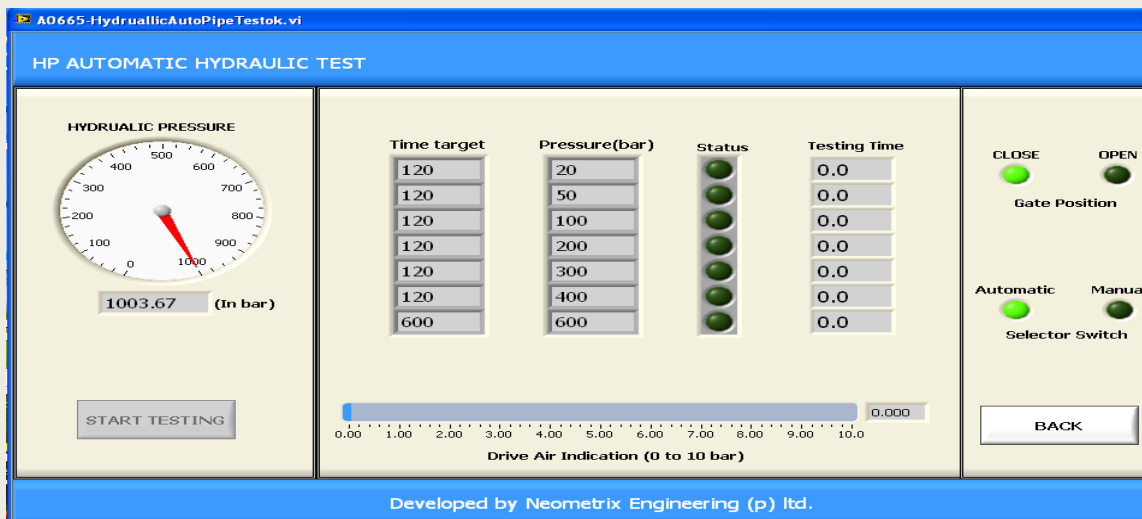 A0665-HydruallicAutoPipeTestok.vi
HP AUTOMATIC HYDRAULIC TEST
HYDRUALIC PRESSURE
0 100 200 300 400 500 600 700 800 900 1000
1003.67 (In bar)
START TESTING
Time target Pressure(bar) Status Testing Time
120 20 0.0
120 50 0.0
120 100 0.0
120 200 0.0
120 300 0.0
120 400 0.0
600 600 0.0
0.000
0.00 1.00 2.00 3.00 4.00 5.00 6.00 7.00 8.00 9.00 10.0
Drive Air Indication (0 to 10 bar)
CLOSE OPEN
Gate Position
Automatic Manua
Selector Switch
BACK
Developed by Neometrix Engineering (p) ltd.